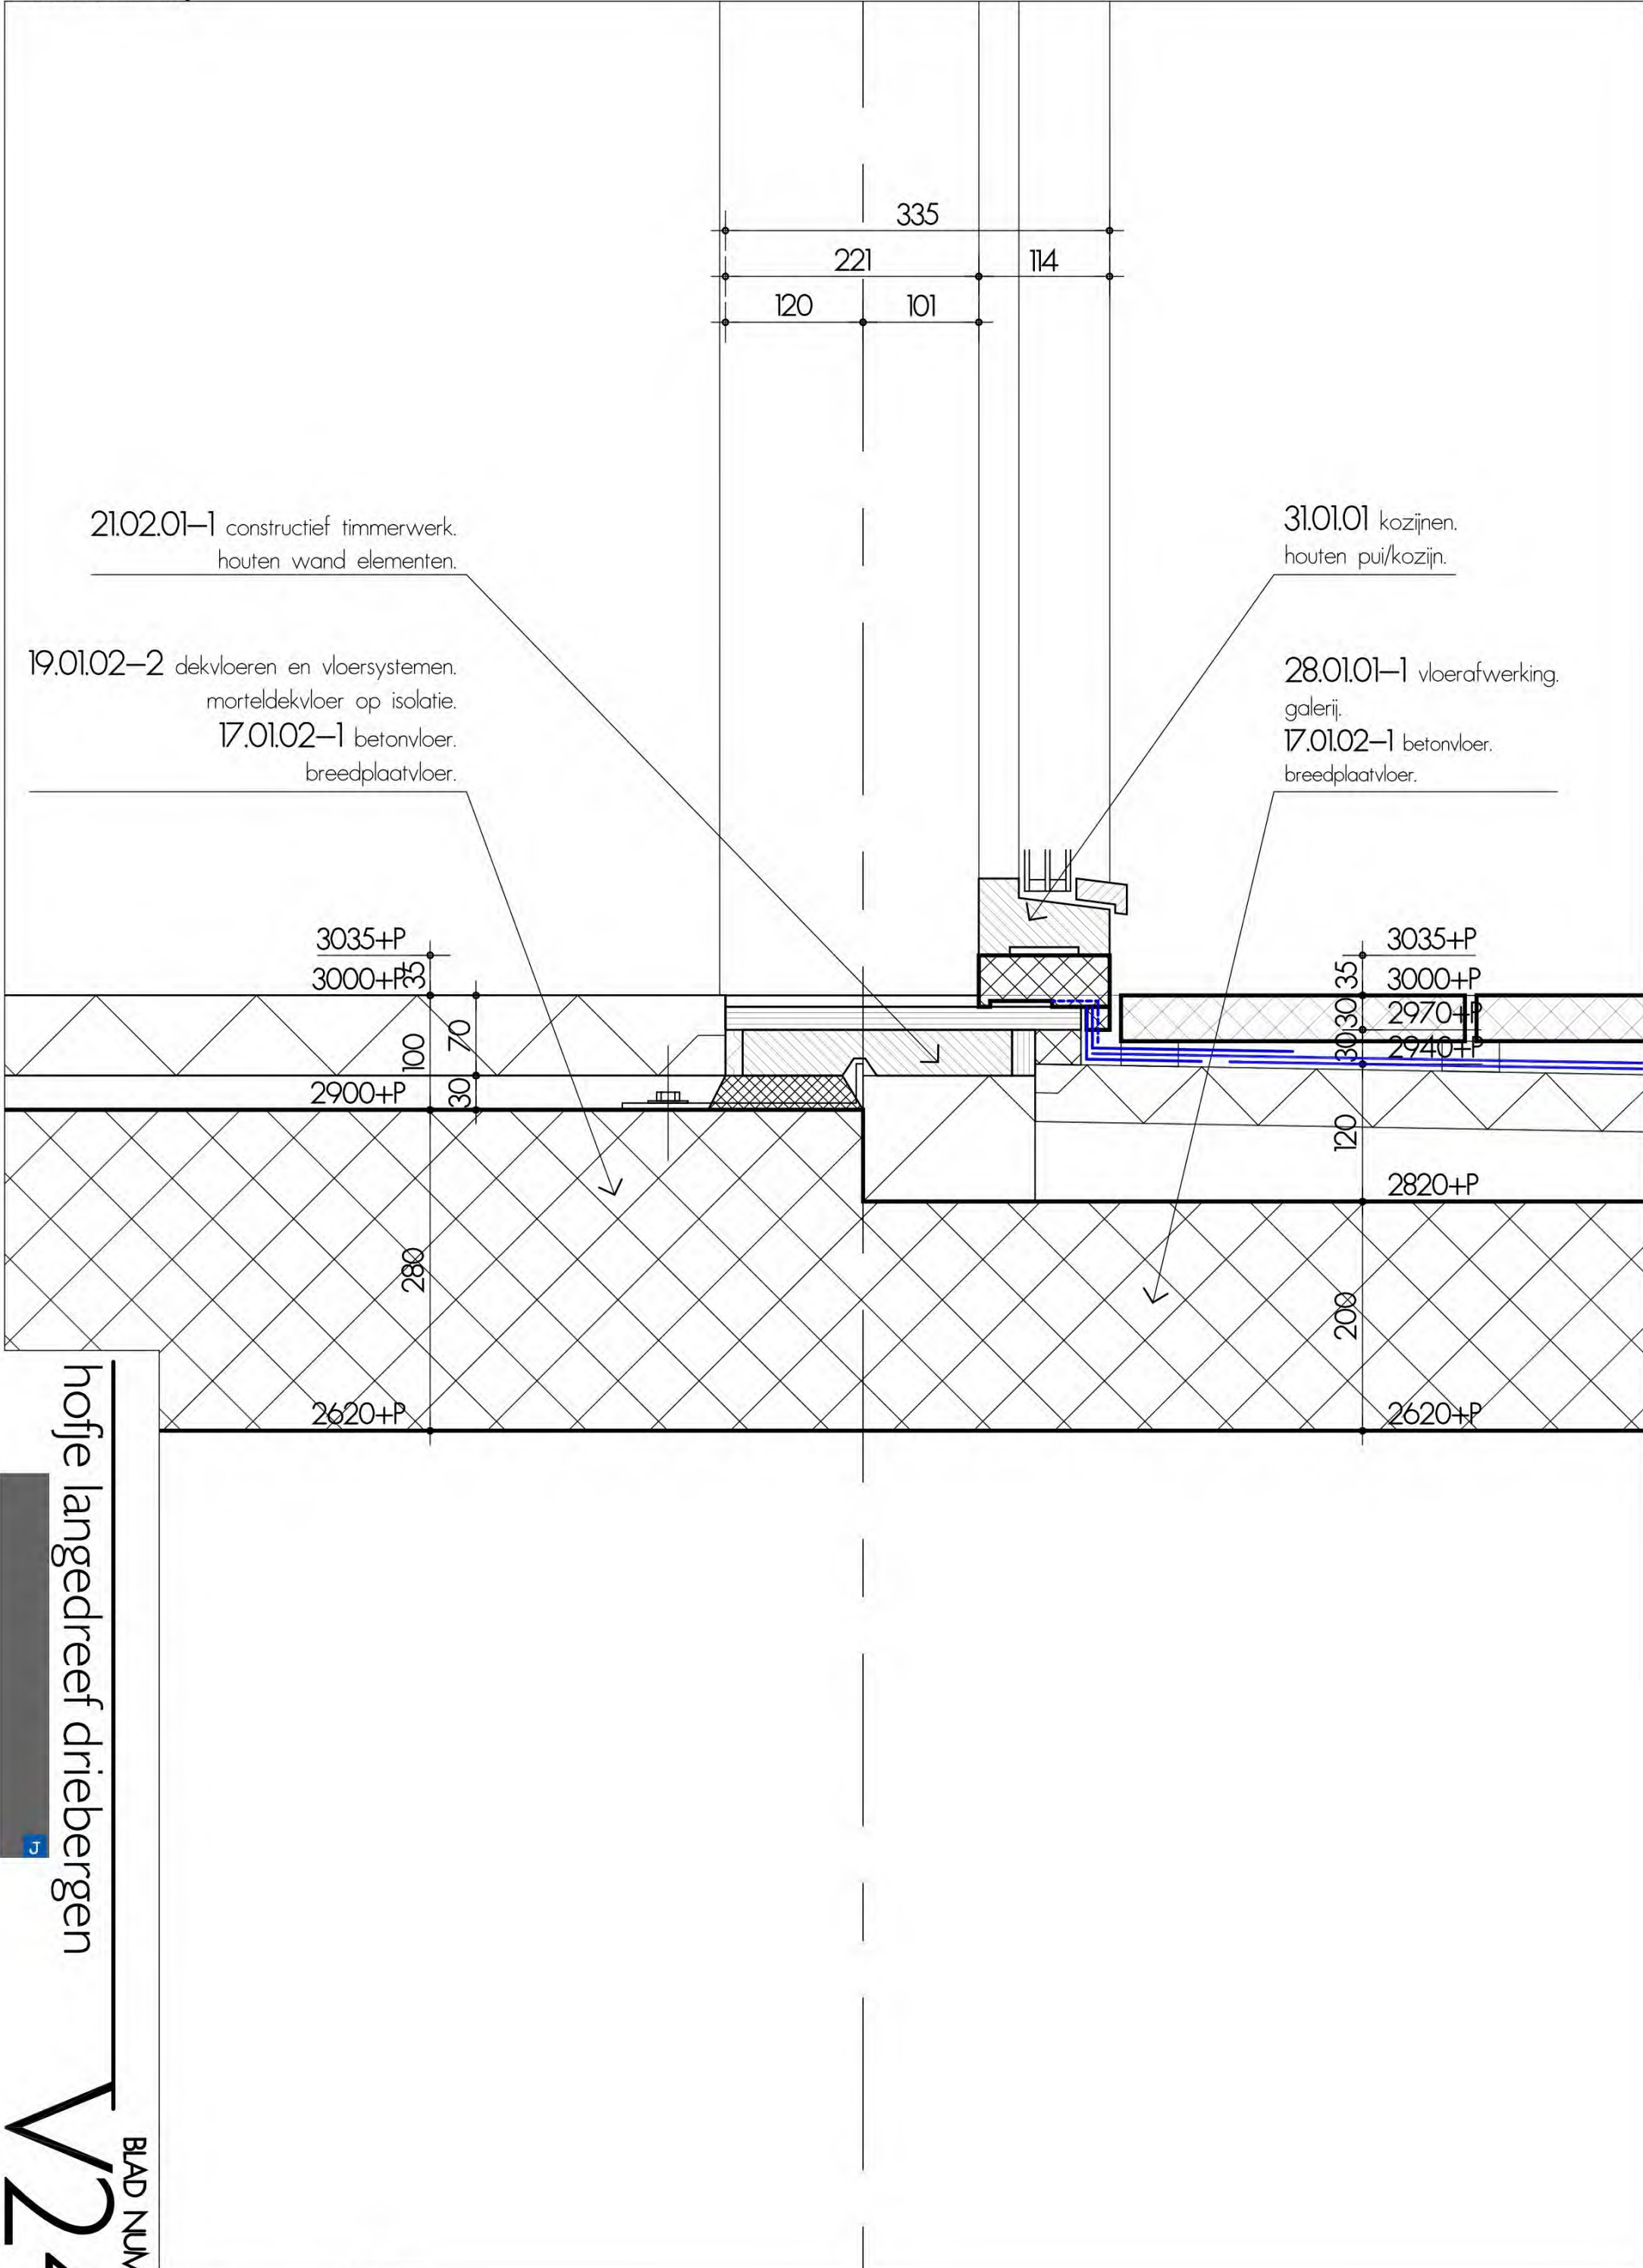 335
221
114
120
101
21.02.01-1 constructief timmerwerk.
houten wand elementen.
31.01.01 kozijnen.
houten pui/kozijn.
19.01.02-2 dekvloeren en vloersystemen.
morteldekvloer op isolatie.
17.01.02-1 betonvloer.
breedplaatvloer.
28.01.01-1 vloerafwerking.
galerij.
17.01.02-1 betonvloer.
breedplaatvloer.
3035+P
35
3000+P
100
70
30
2900+P
280
2620+P
3035+P
35
3000+P
30
2970+P
30
2940+P
120
2820+P
200
2620+P
hofje langedreef driebergen
J
BLAD NUM
V2